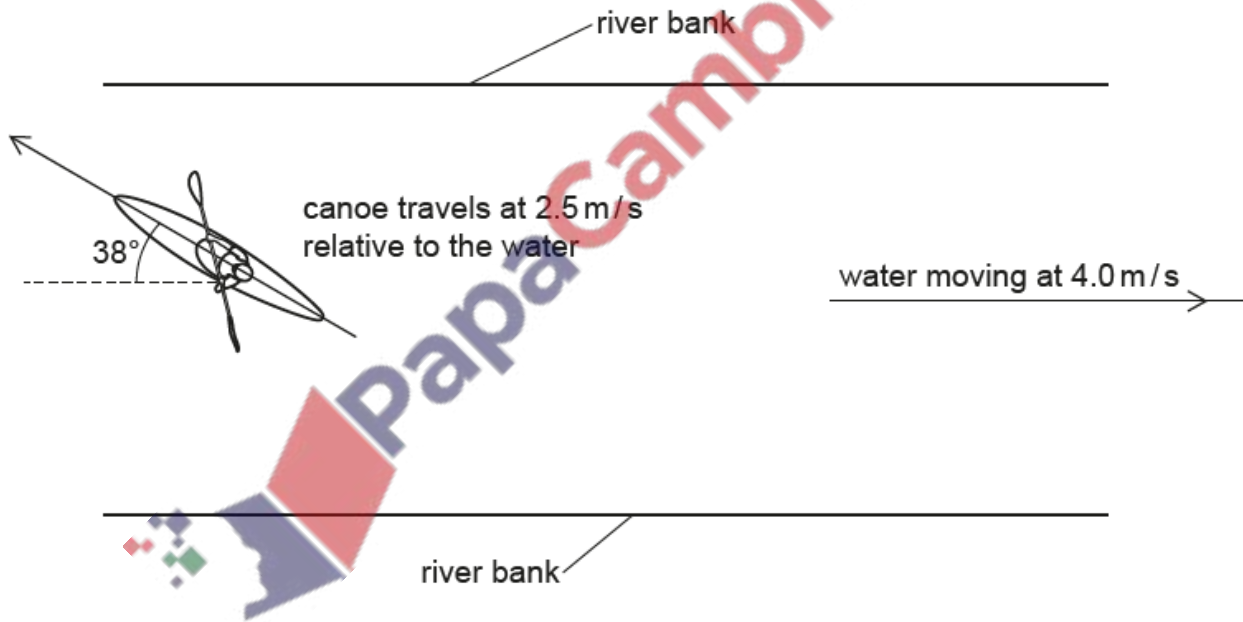 river bank
canoe travels at 2.5 m/s
relative to the water
38°
water moving at 4.0 m/s
PapaCambri
river bank